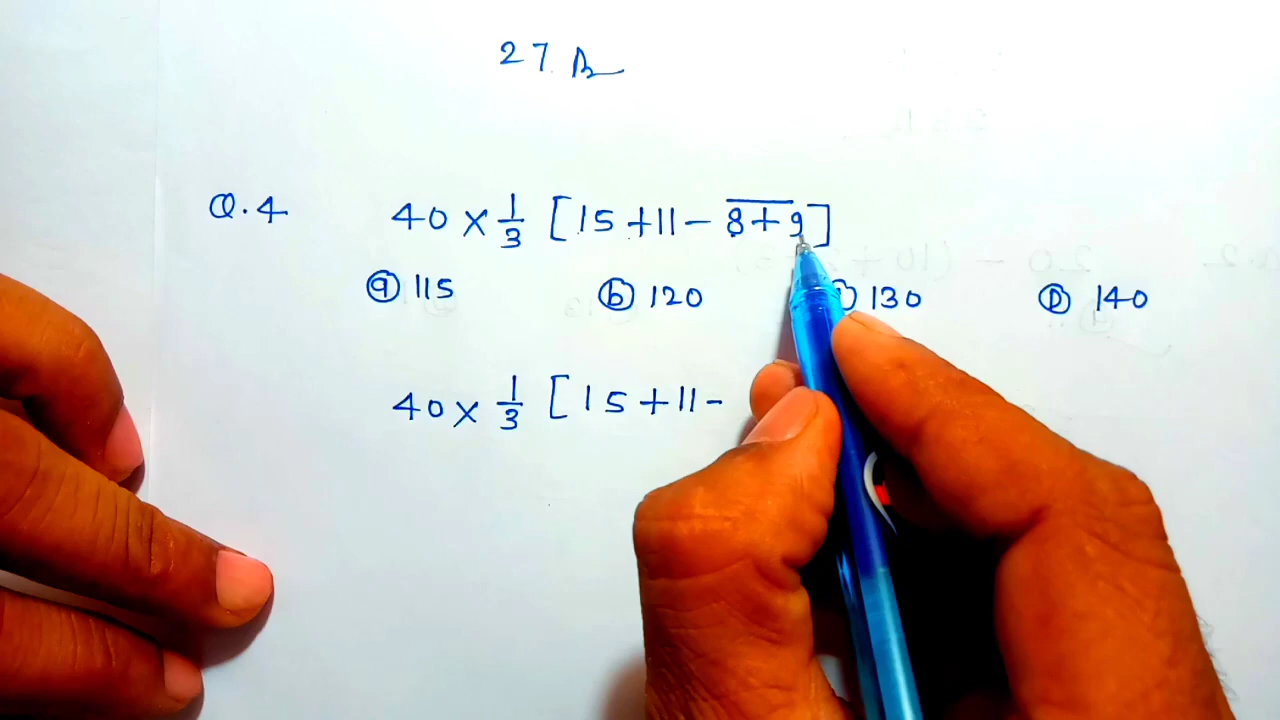 27
Q.4 40 × 1/3 [15 + 11 − 8+9]
ⓐ 115 ⓑ 120 130 Ⓓ 140
40 × 1/3 [15 + 11 −